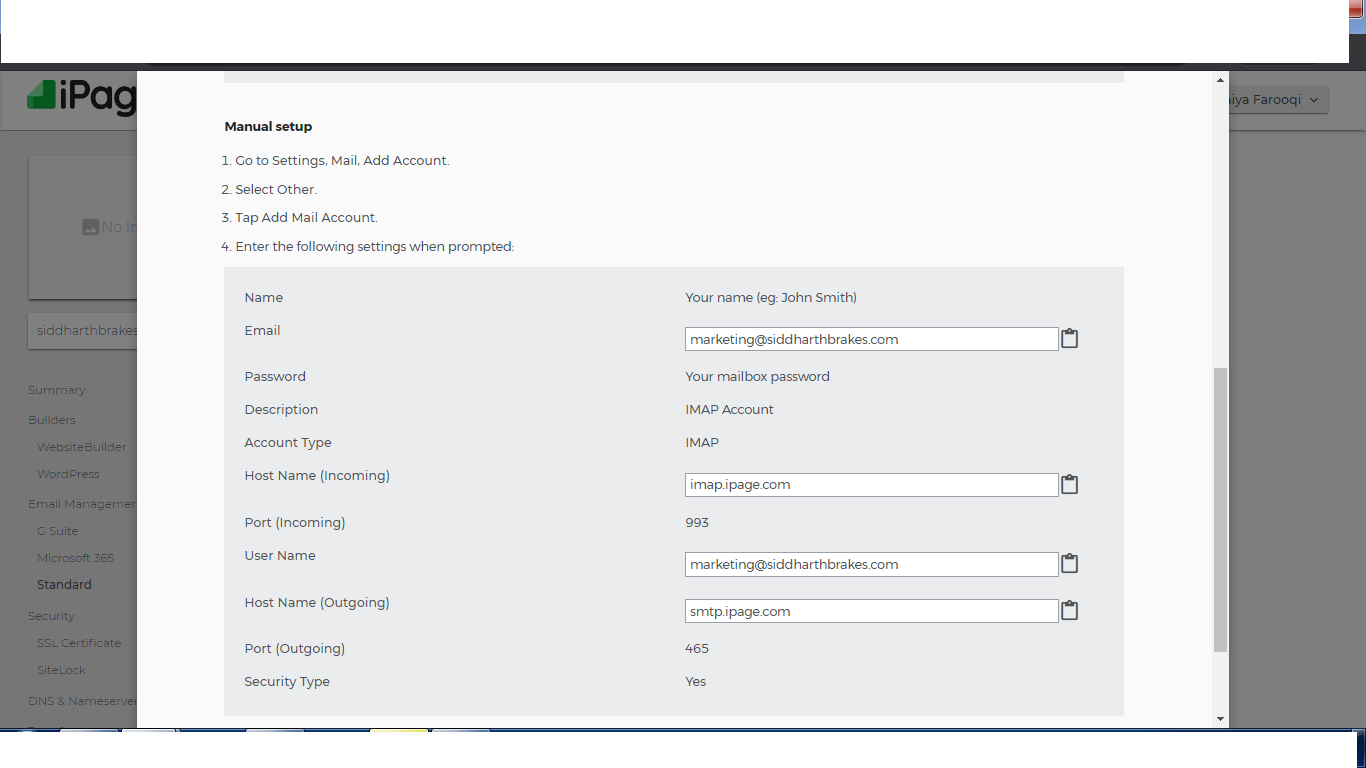 iPag
iya Farooqi
No I
siddharthbrakes
Summary
Builders
WebsiteBuilder
WordPress
Email Managemen
G Suite
Microsoft 365
Standard
Security
SSL Certificate
SiteLock
DNS & Nameserver
Manual setup
1. Go to Settings, Mail, Add Account.
2. Select Other.
3. Tap Add Mail Account.
4. Enter the following settings when prompted:
Name Your name (eg: John Smith)
Email marketing@siddharthbrakes.com
Password Your mailbox password
Description IMAP Account
Account Type IMAP
Host Name (Incoming) imap.ipage.com
Port (Incoming) 993
User Name marketing@siddharthbrakes.com
Host Name (Outgoing) smtp.ipage.com
Port (Outgoing) 465
Security Type Yes